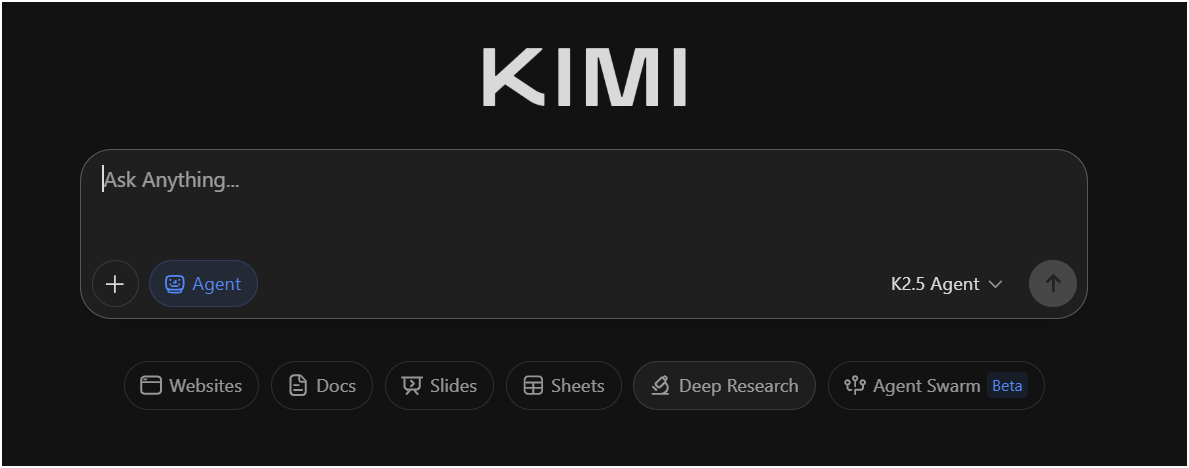 KIMI
Ask Anything...
Agent
K2.5 Agent
Websites
Docs
Slides
Sheets
Deep Research
Agent Swarm Beta